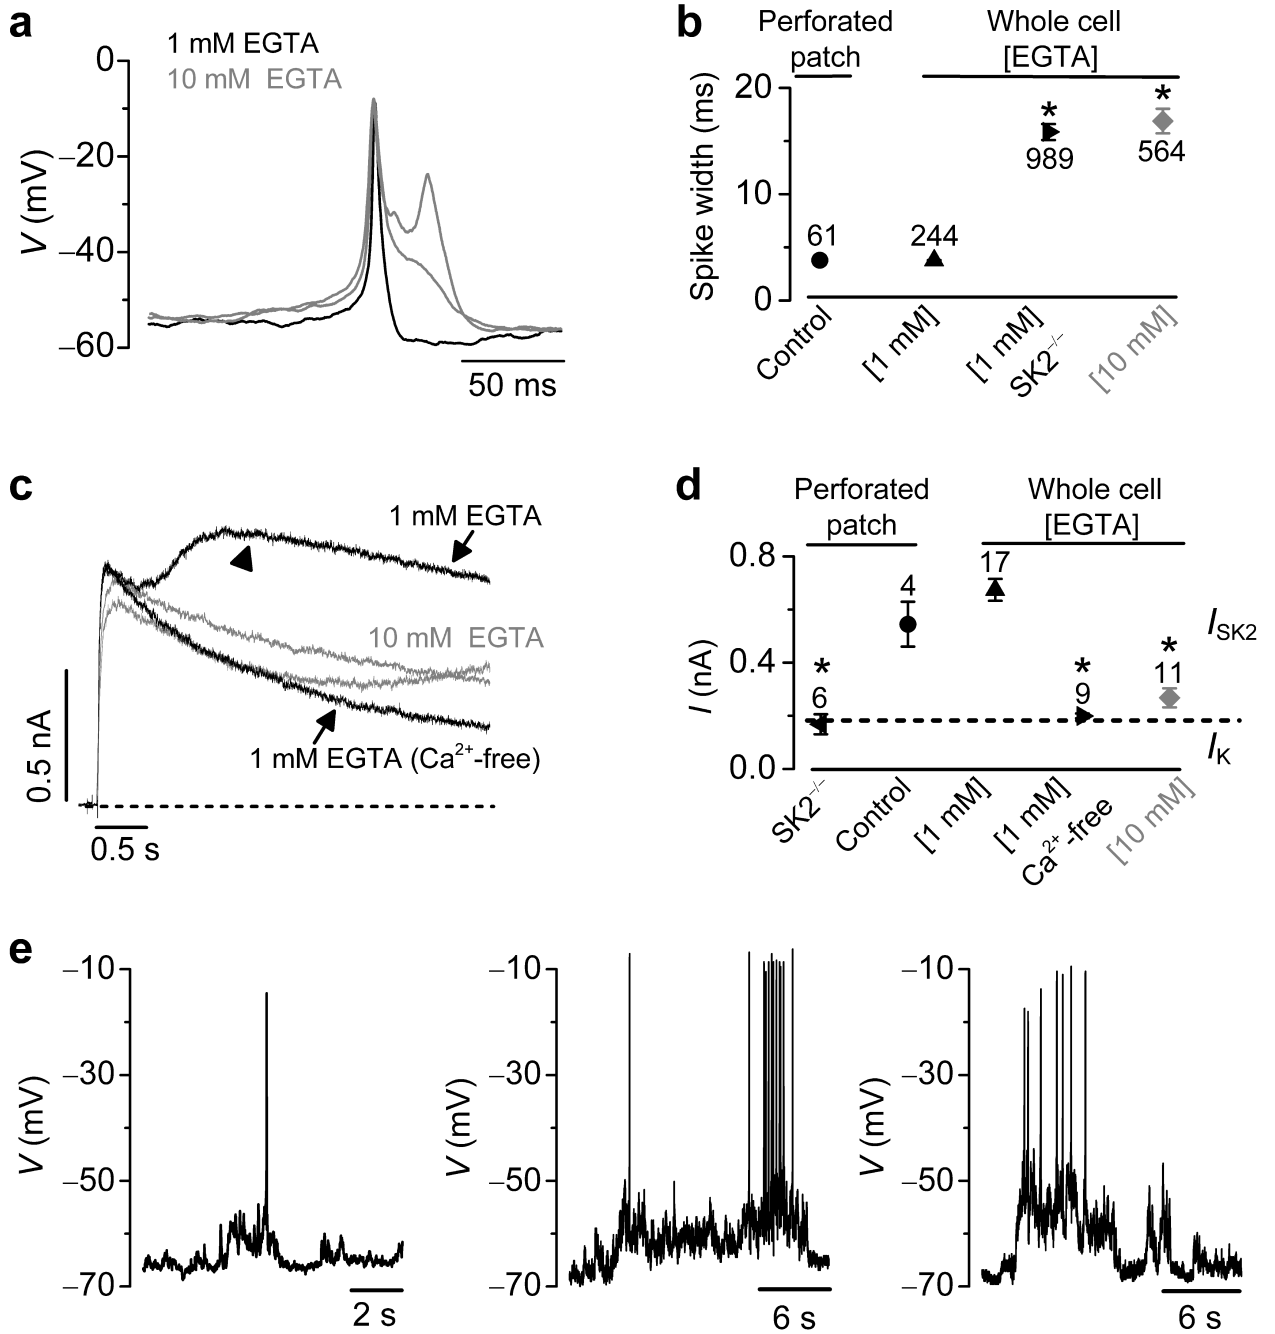 a
1 mM EGTA
10 mM EGTA
0
–20
–40
–60
V (mV)
50 ms
b
Perforated
patch
Whole cell
[EGTA]
20
10
0
Spike width (ms)
61
244
*
989
*
564
Control
[1 mM]
[1 mM]
SK2–/–
[10 mM]
c
1 mM EGTA
10 mM EGTA
1 mM EGTA (Ca2+-free)
0.5 nA
0.5 s
d
Perforated
patch
Whole cell
[EGTA]
0.8
0.4
0.0
I (nA)
*
6
4
17
*
9
*
11
ISK2
IK
SK2–/–
Control
[1 mM]
[1 mM]
Ca2+-free
[10 mM]
e
–10
–30
–50
–70
V (mV)
2 s
–10
–30
–50
–70
V (mV)
6 s
–10
–30
–50
–70
V (mV)
6 s